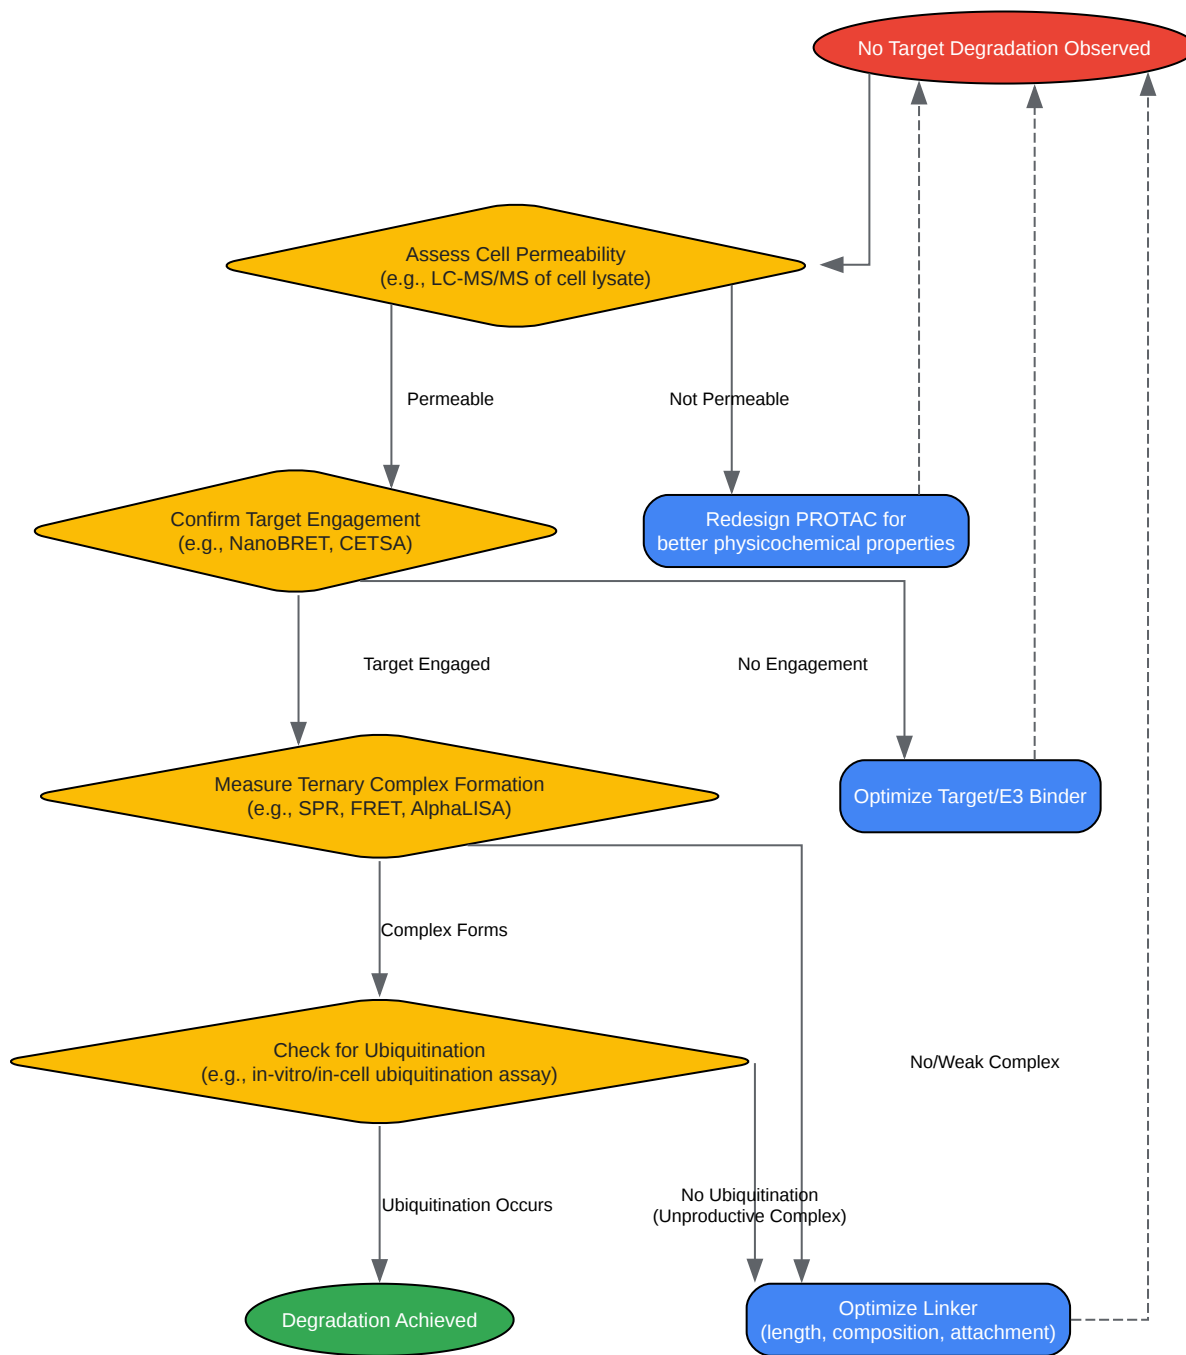 No Target Degradation Observed
Assess Cell Permeability
(e.g., LC-MS/MS of cell lysate)
Permeable
Not Permeable
Confirm Target Engagement
(e.g., NanoBRET, CETSA)
Redesign PROTAC for
better physicochemical properties
Target Engaged
No Engagement
Measure Ternary Complex Formation
(e.g., SPR, FRET, AlphaLISA)
Optimize Target/E3 Binder
Complex Forms
Check for Ubiquitination
(e.g., in-vitro/in-cell ubiquitination assay)
No/Weak Complex
Ubiquitination Occurs
No Ubiquitination
(Unproductive Complex)
Degradation Achieved
Optimize Linker
(length, composition, attachment)